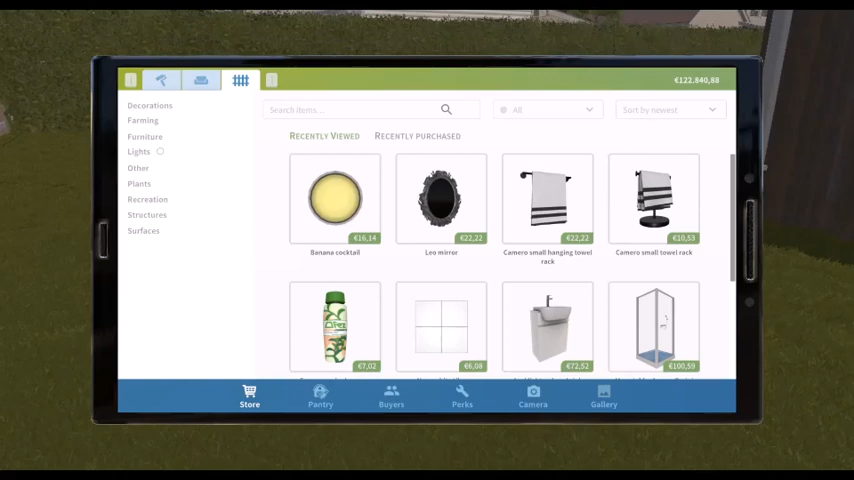 €122.840,88
Decorations
Farming
Furniture
Lights
Other
Plants
Recreation
Structures
Surfaces
Search items...
All
Sort by newest
RECENTLY VIEWED
RECENTLY PURCHASED
€16,14
Banana cocktail
€22,22
Leo mirror
€22,22
Camero small hanging towel
rack
€10,53
Camero small towel rack
€7,02
€6,08
€72,52
€100,59
Store
Pantry
Buyers
Perks
Camera
Gallery